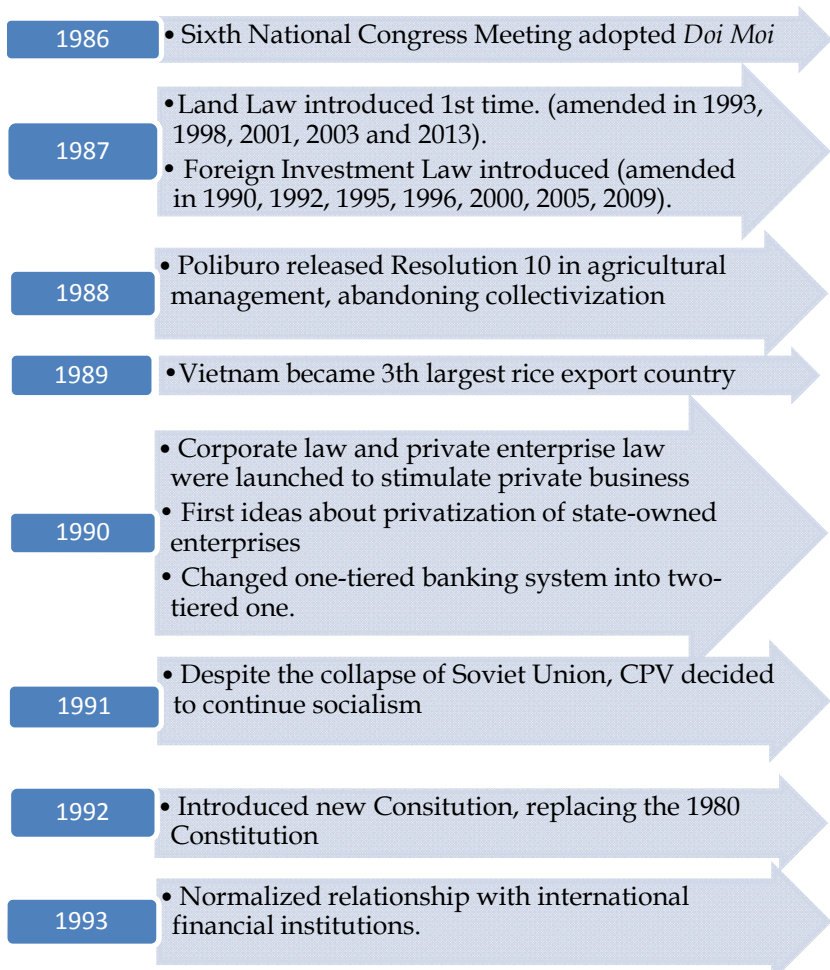 1986
• Sixth National Congress Meeting adopted Doi Moi
1987
•Land Law introduced 1st time. (amended in 1993,
1998, 2001, 2003 and 2013).
• Foreign Investment Law introduced (amended
in 1990, 1992, 1995, 1996, 2000, 2005, 2009).
1988
• Poliburo released Resolution 10 in agricultural
management, abandoning collectivization
1989
•Vietnam became 3th largest rice export country
1990
• Corporate law and private enterprise law
were launched to stimulate private business
• First ideas about privatization of state-owned
enterprises
• Changed one-tiered banking system into two-
tiered one.
1991
• Despite the collapse of Soviet Union, CPV decided
to continue socialism
1992
• Introduced new Consitution, replacing the 1980
Constitution
1993
• Normalized relationship with international
financial institutions.